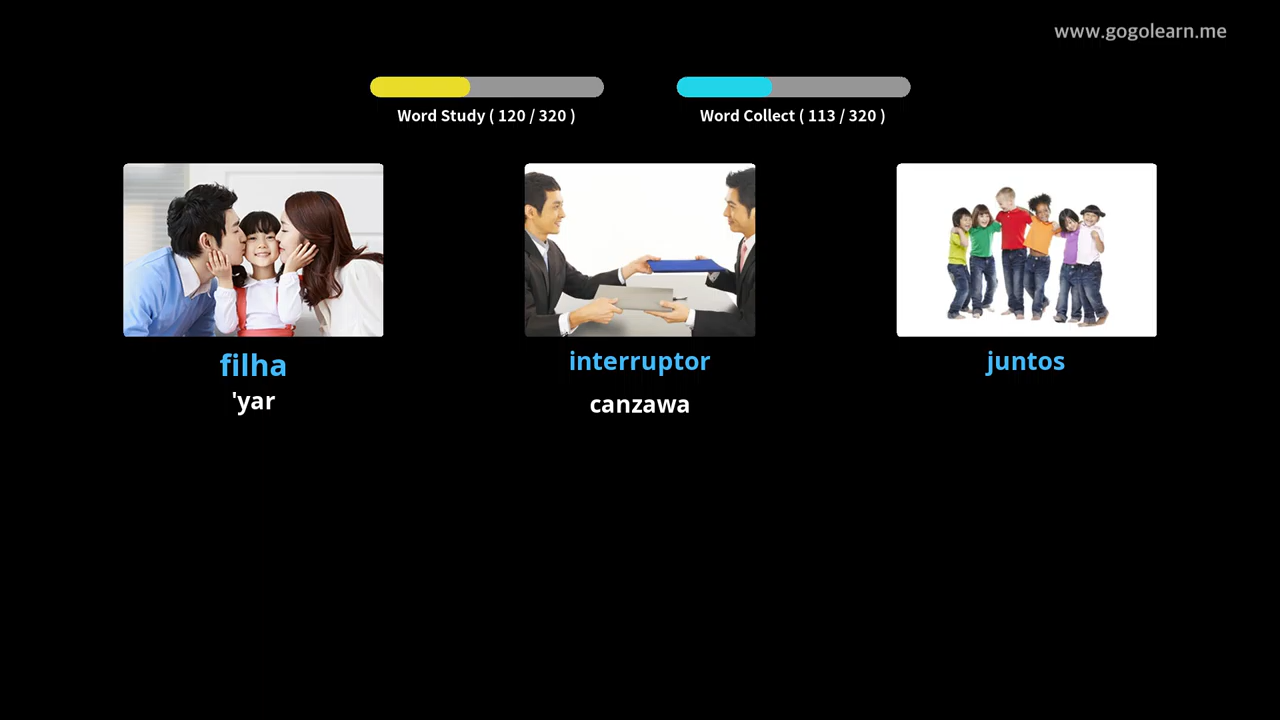 www.gogolearn.me
Word Study ( 120 / 320 )
Word Collect ( 113 / 320 )
filha
'yar
interruptor
canzawa
juntos